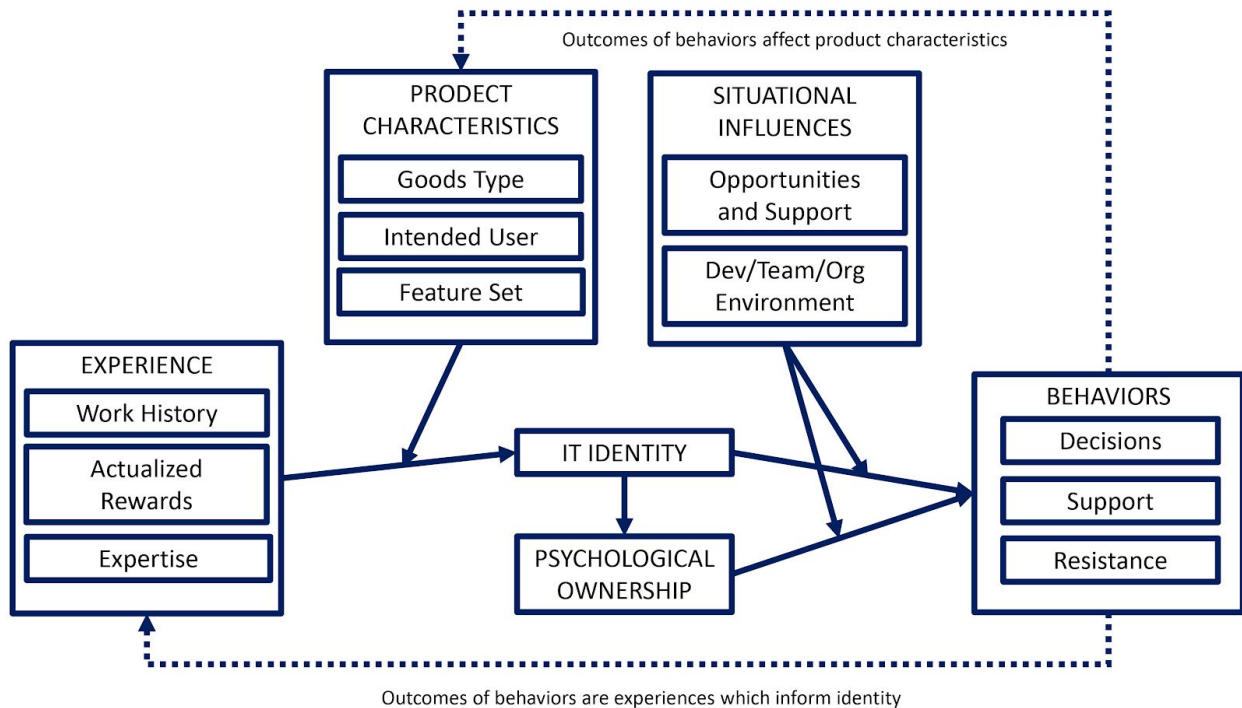 Outcomes of behaviors affect product characteristics
PRODECT
CHARACTERISTICS
Goods Type
Intended User
Feature Set
SITUATIONAL
INFLUENCES
Opportunities
and Support
Dev/Team/Org
Environment
EXPERIENCE
Work History
Actualized
Rewards
Expertise
IT IDENTITY
PSYCHOLOGICAL
OWNERSHIP
BEHAVIORS
Decisions
Support
Resistance
Outcomes of behaviors are experiences which inform identity